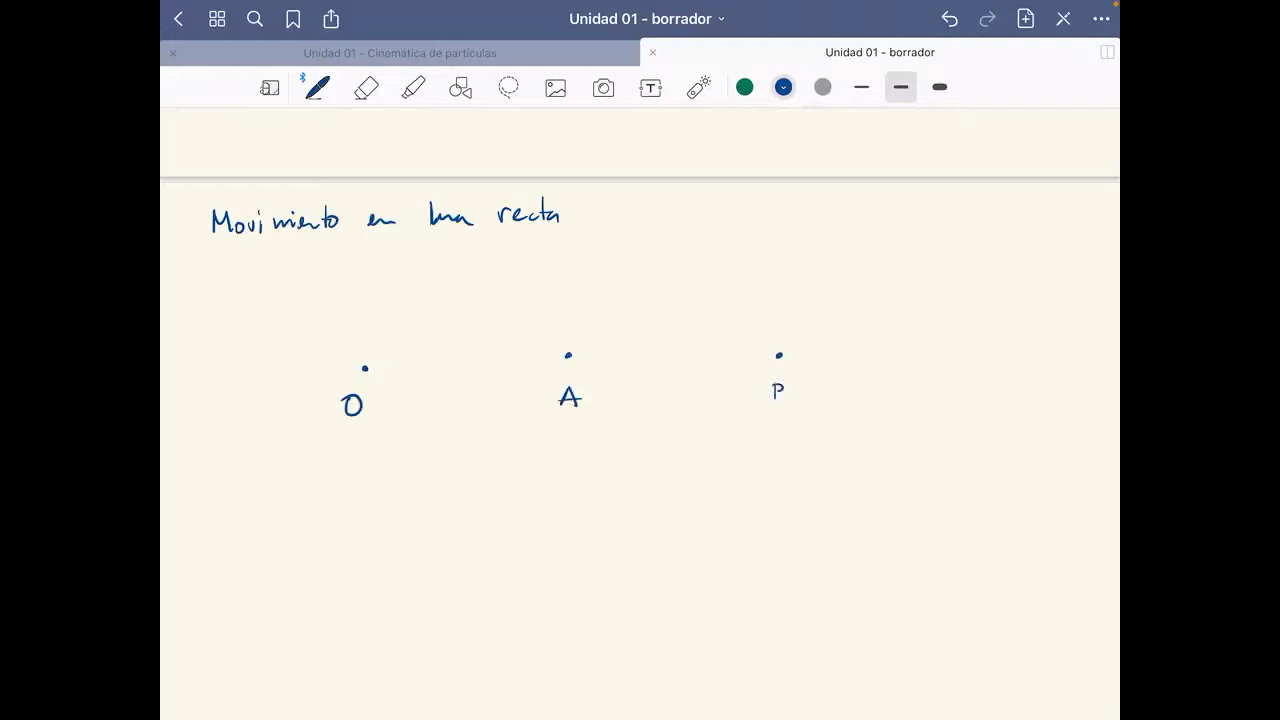 Unidad 01 - borrador
Unidad 01 - Cinemática de partículas
Unidad 01 - borrador
T
Movimiento en una recta
O A P